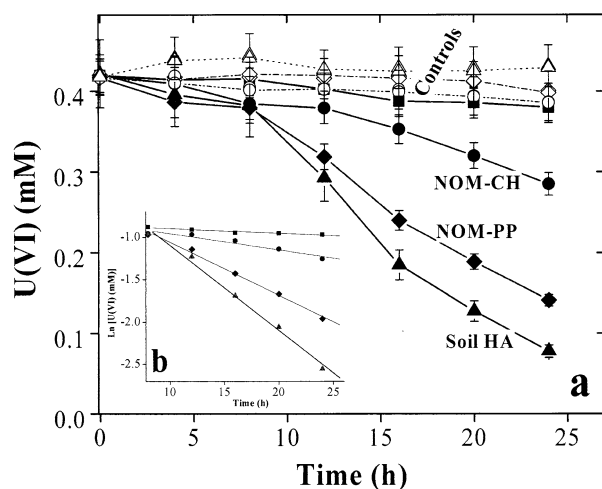 a
U(VI) (mM)
0.4
0.3
0.2
0.1
0.0
Controls
NOM-CH
NOM-PP
Soil HA
b
Ln [U(VI) (mM)]
-1.0
-1.5
-2.0
-2.5
10 15 20 25
Time (h)
a
0 5 10 15 20 25
Time (h)